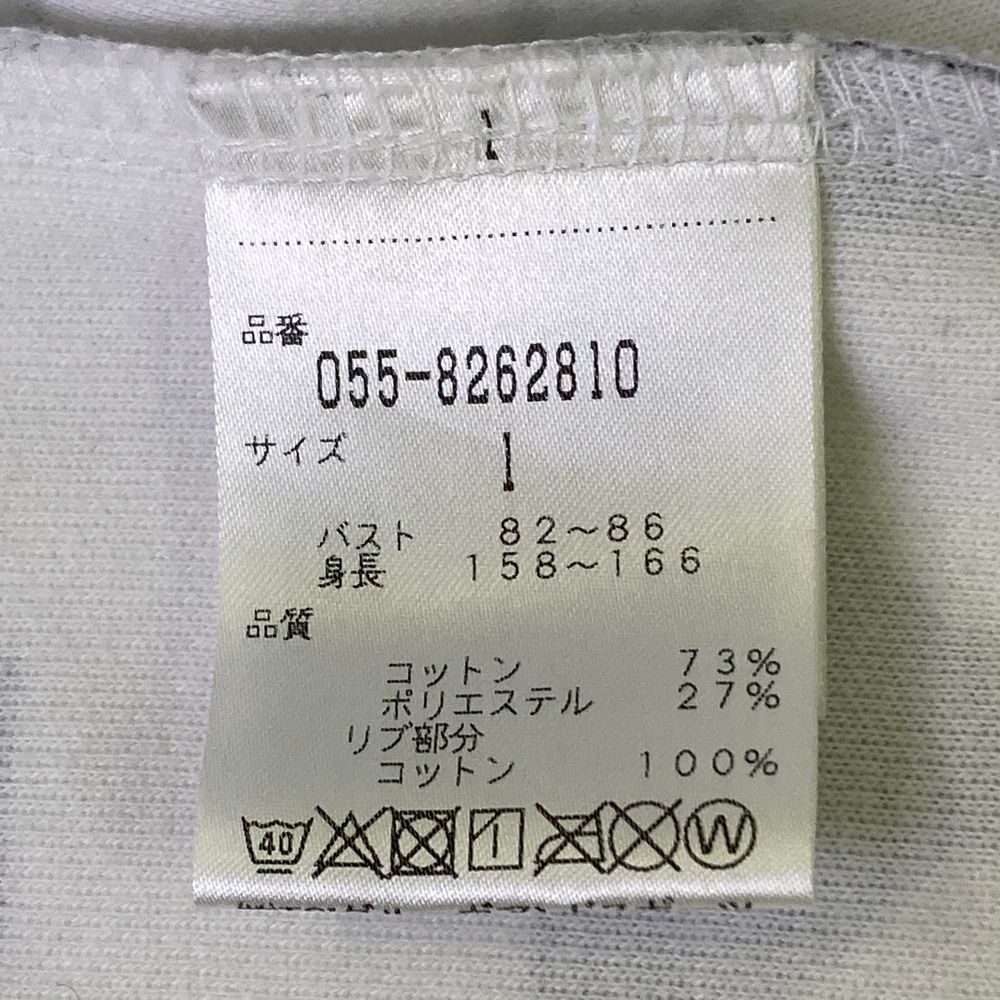 1
品番
055-8262810
サイズ 1
バスト 82～86
身長 158～166
品質
コットン 73%
ポリエステル 27%
リブ部分
コットン 100%
40 W